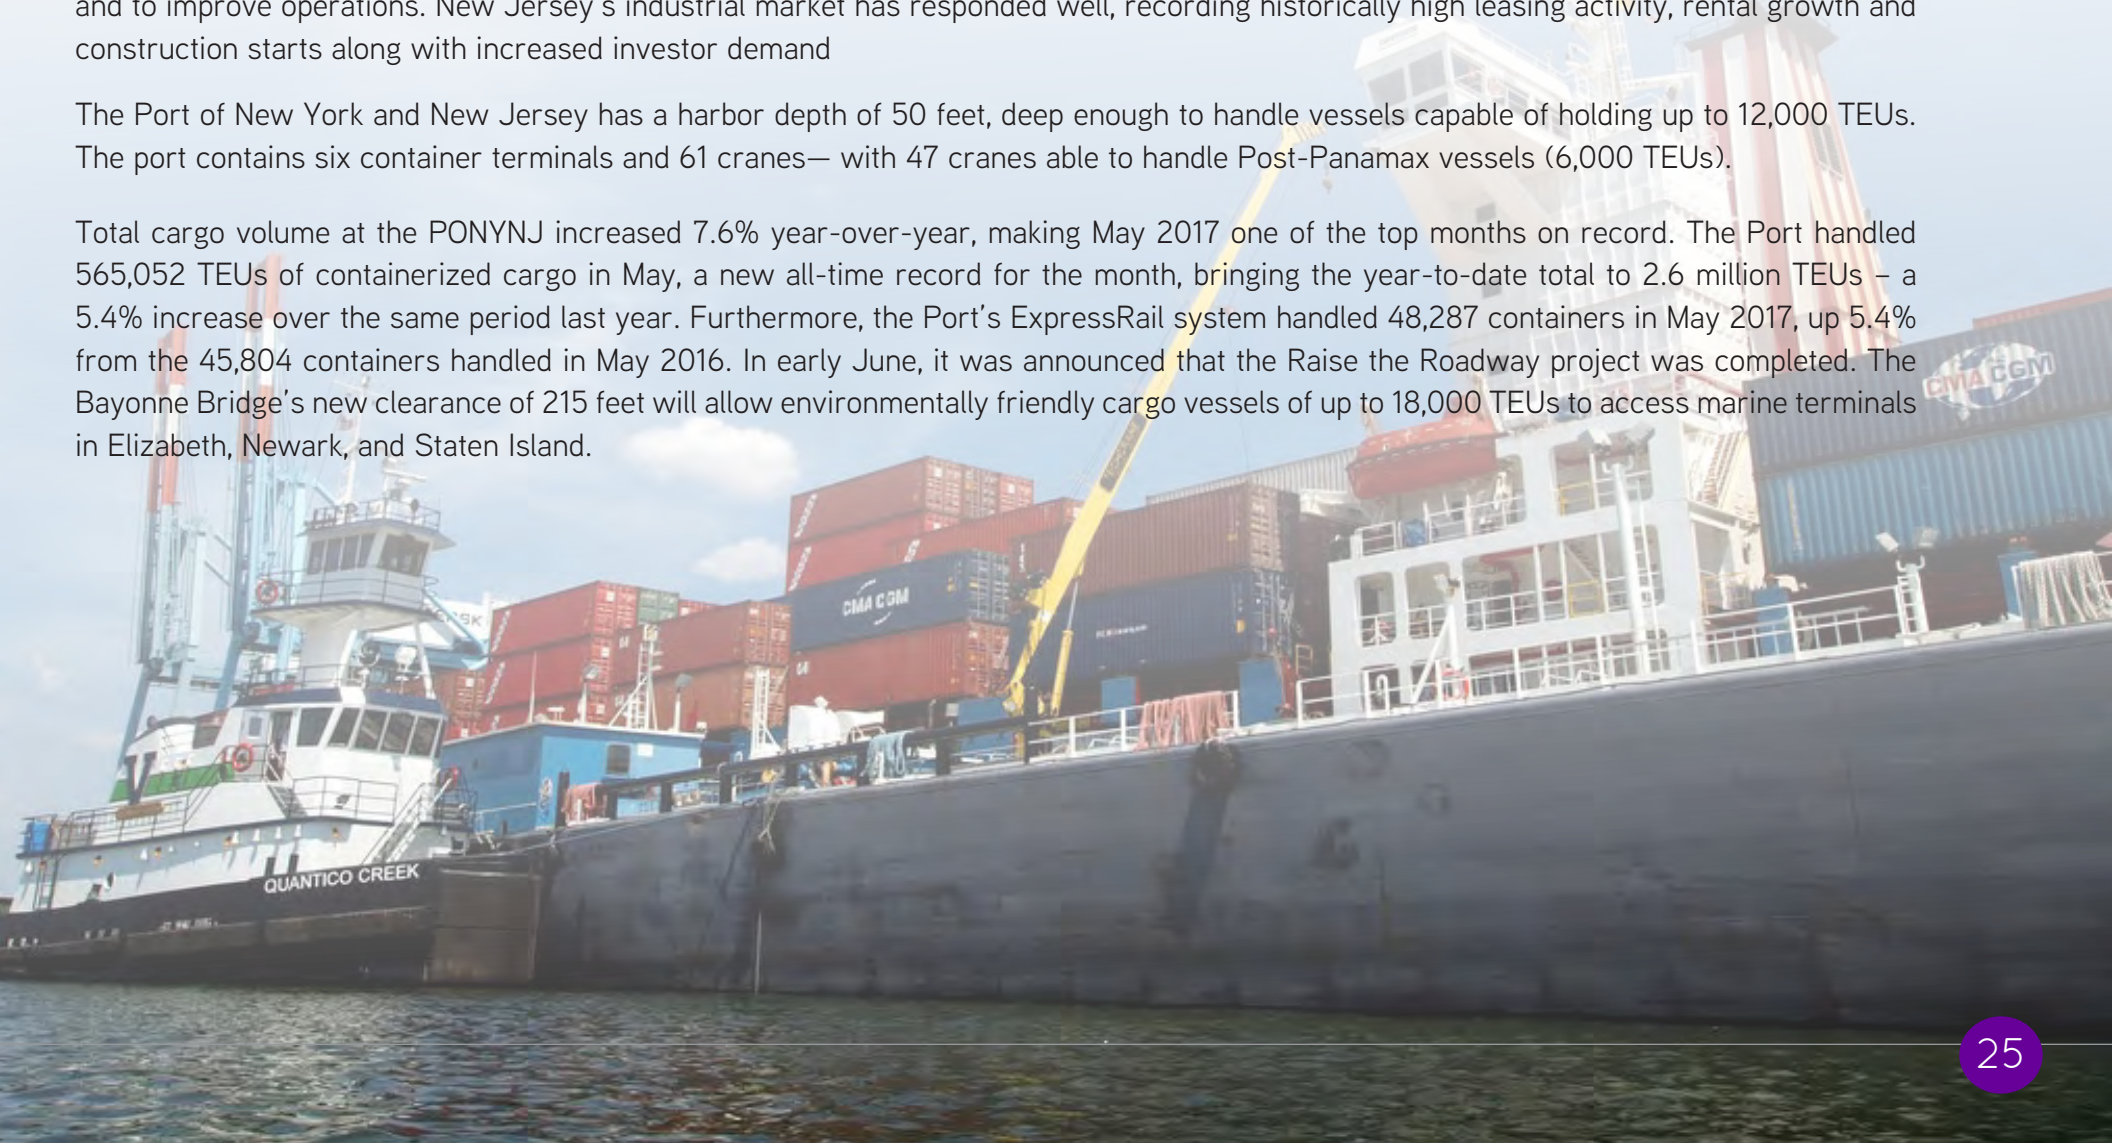 and to improve operations. New Jersey's industrial market has responded well, recording historically high leasing activity, rental growth and
construction starts along with increased investor demand
The Port of New York and New Jersey has a harbor depth of 50 feet, deep enough to handle vessels capable of holding up to 12,000 TEUs.
The port contains six container terminals and 61 cranes— with 47 cranes able to handle Post-Panamax vessels (6,000 TEUs).
Total cargo volume at the PONYNJ increased 7.6% year-over-year, making May 2017 one of the top months on record. The Port handled
565,052 TEUs of containerized cargo in May, a new all-time record for the month, bringing the year-to-date total to 2.6 million TEUs – a
5.4% increase over the same period last year. Furthermore, the Port's ExpressRail system handled 48,287 containers in May 2017, up 5.4%
from the 45,804 containers handled in May 2016. In early June, it was announced that the Raise the Roadway project was completed. The
Bayonne Bridge's new clearance of 215 feet will allow environmentally friendly cargo vessels of up to 18,000 TEUs to access marine terminals
in Elizabeth, Newark, and Staten Island.
CMA CGM
CMA CGM
V
QUANTICO CREEK
25